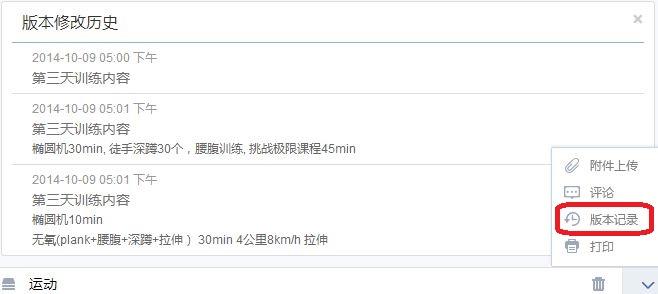 版本修改历史
2014-10-09 05:00 下午
第三天训练内容
2014-10-09 05:01 下午
第三天训练内容
椭圆机30min, 徒手深蹲30个，腰腹训练, 挑战极限课程45min
2014-10-09 05:01 下午
第三天训练内容
椭圆机10min
无氧(plank+腰腹+深蹲+拉伸 ) 30min 4公里8km/h 拉伸
附件上传
评论
版本记录
打印
运动